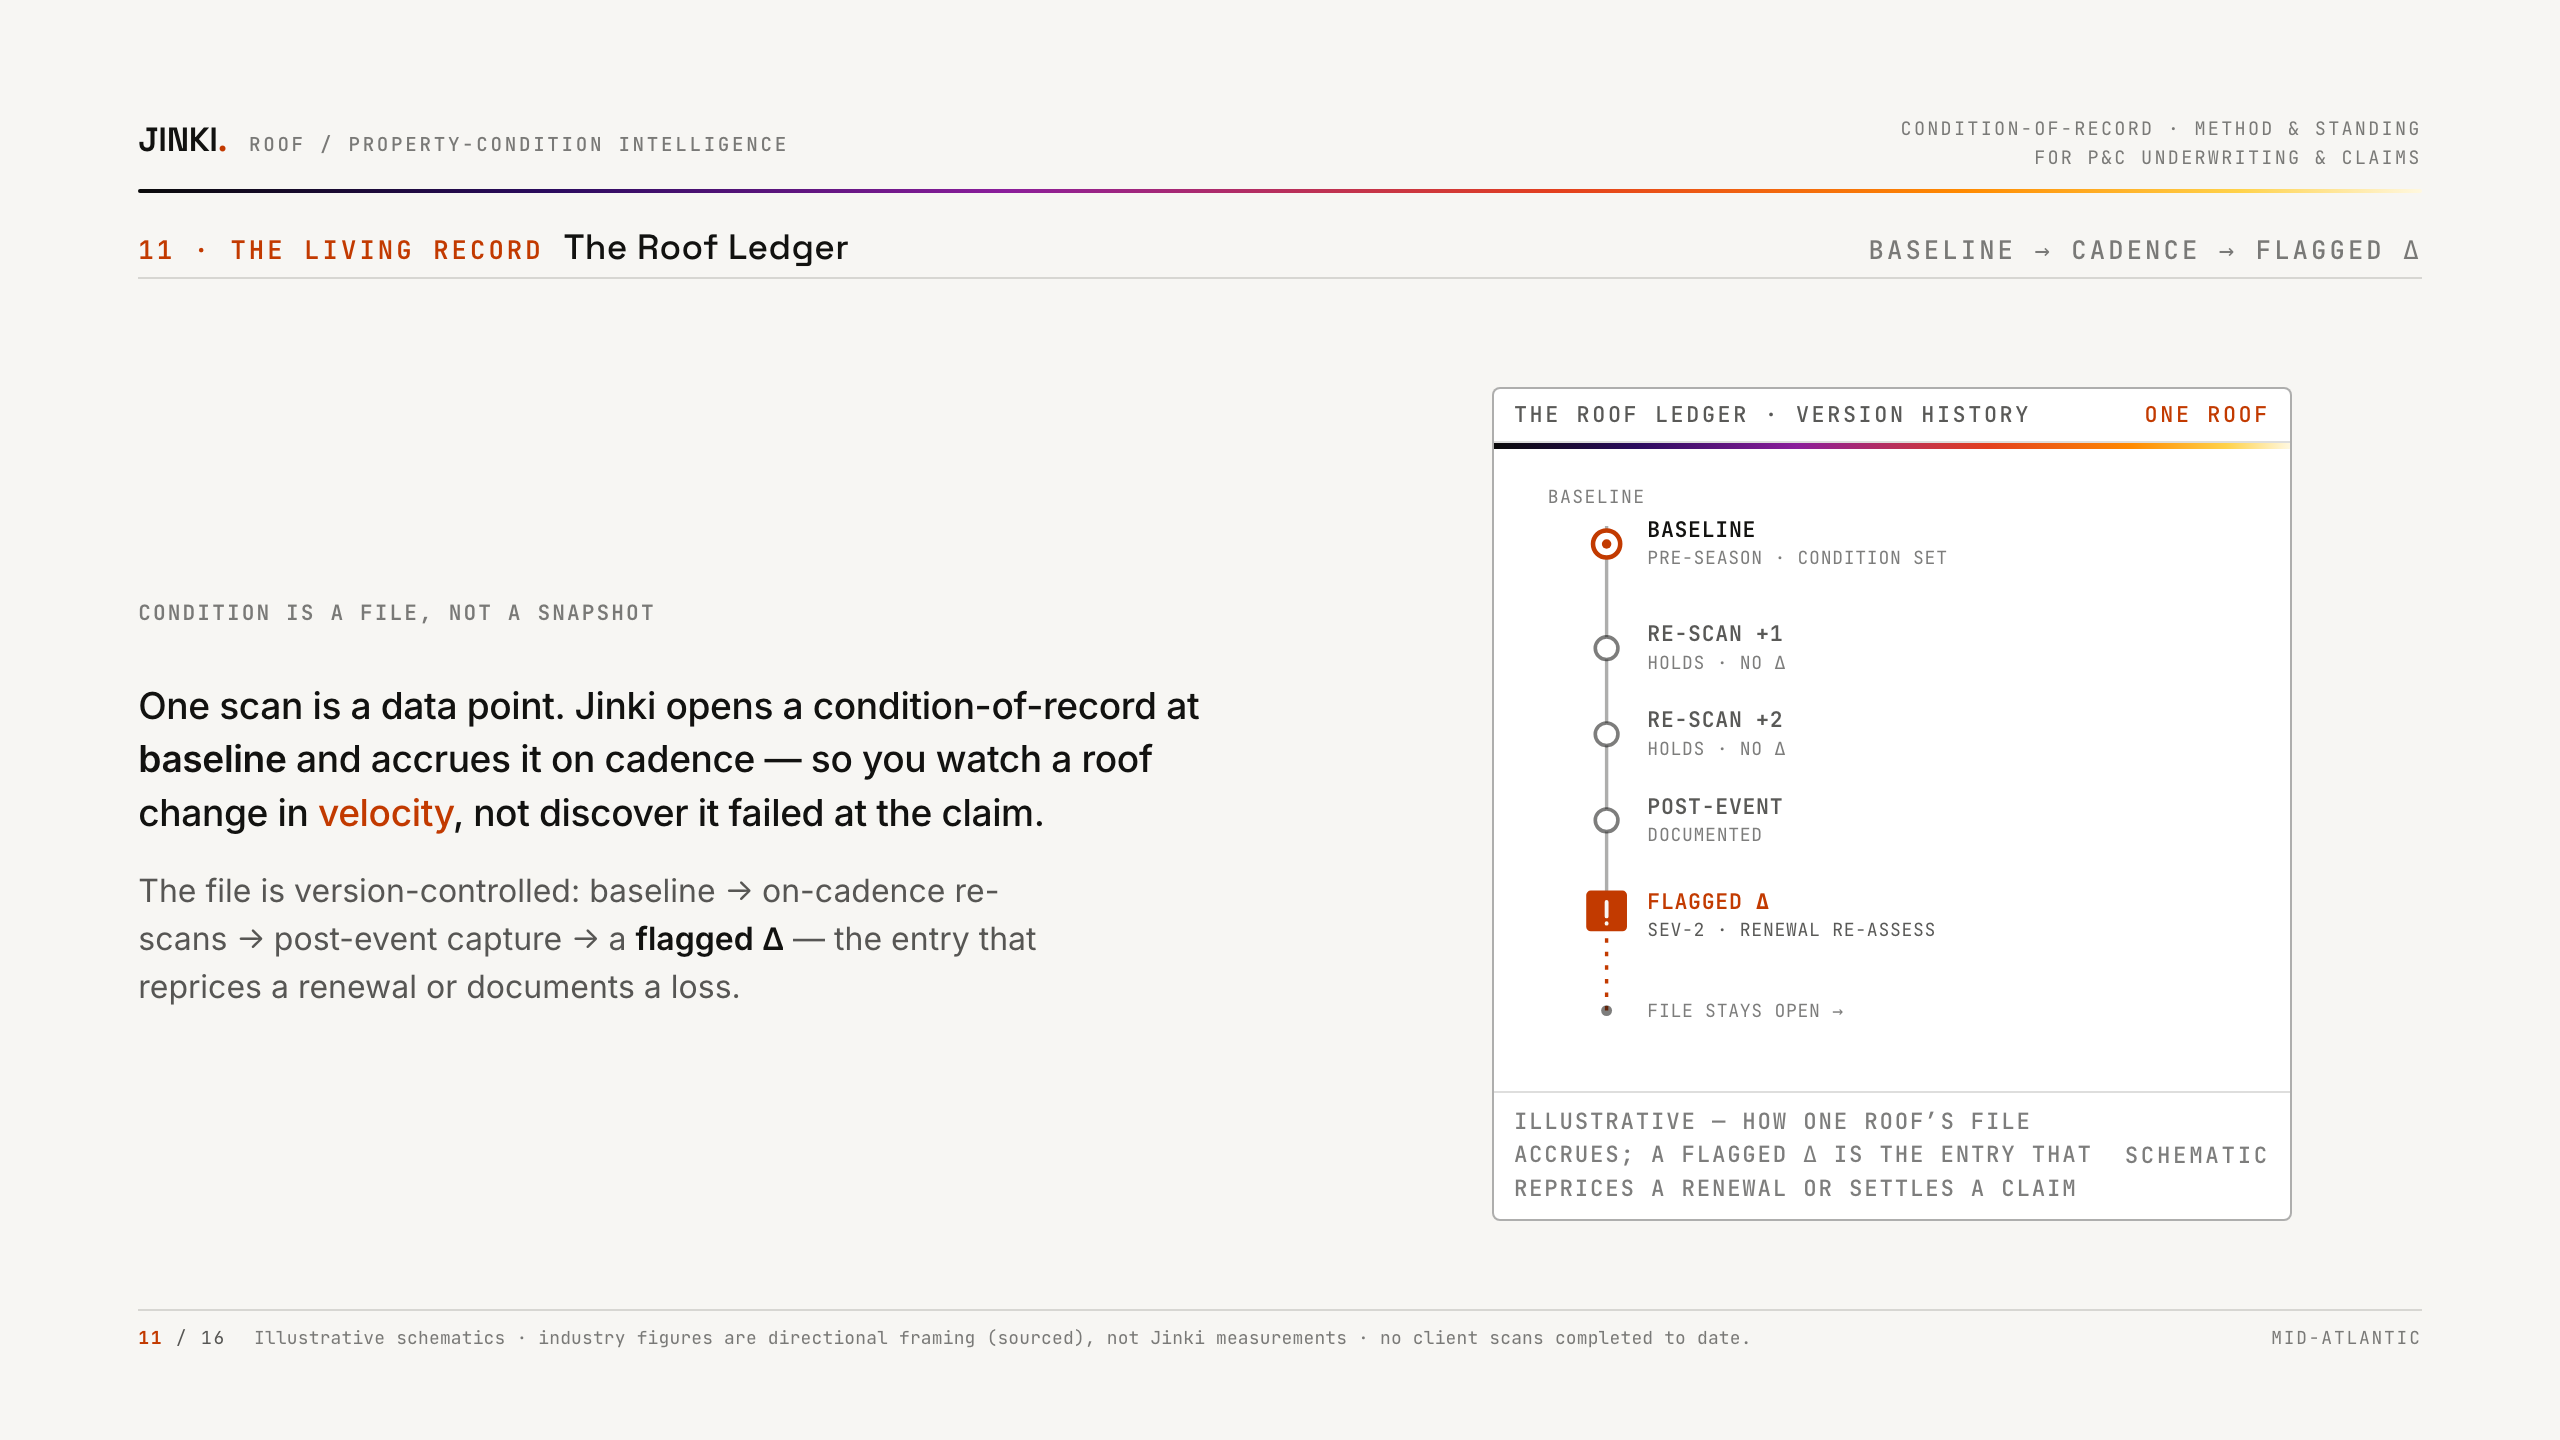 JINKI. ROOF / PROPERTY-CONDITION INTELLIGENCE
CONDITION-OF-RECORD · METHOD & STANDING
FOR P&C UNDERWRITING & CLAIMS
11 · THE LIVING RECORD The Roof Ledger
BASELINE → CADENCE → FLAGGED Δ
CONDITION IS A FILE, NOT A SNAPSHOT
One scan is a data point. Jinki opens a condition-of-record at
baseline and accrues it on cadence — so you watch a roof
change in velocity, not discover it failed at the claim.
The file is version-controlled: baseline → on-cadence re-
scans → post-event capture → a flagged Δ — the entry that
reprices a renewal or documents a loss.
THE ROOF LEDGER · VERSION HISTORY
ONE ROOF
BASELINE
BASELINE
PRE-SEASON · CONDITION SET
RE-SCAN +1
HOLDS · NO Δ
RE-SCAN +2
HOLDS · NO Δ
POST-EVENT
DOCUMENTED
!
FLAGGED Δ
SEV-2 · RENEWAL RE-ASSESS
FILE STAYS OPEN →
ILLUSTRATIVE — HOW ONE ROOF’S FILE
ACCRUES; A FLAGGED Δ IS THE ENTRY THAT
REPRICES A RENEWAL OR SETTLES A CLAIM
SCHEMATIC
11 / 16 Illustrative schematics · industry figures are directional framing (sourced), not Jinki measurements · no client scans completed to date.
MID-ATLANTIC